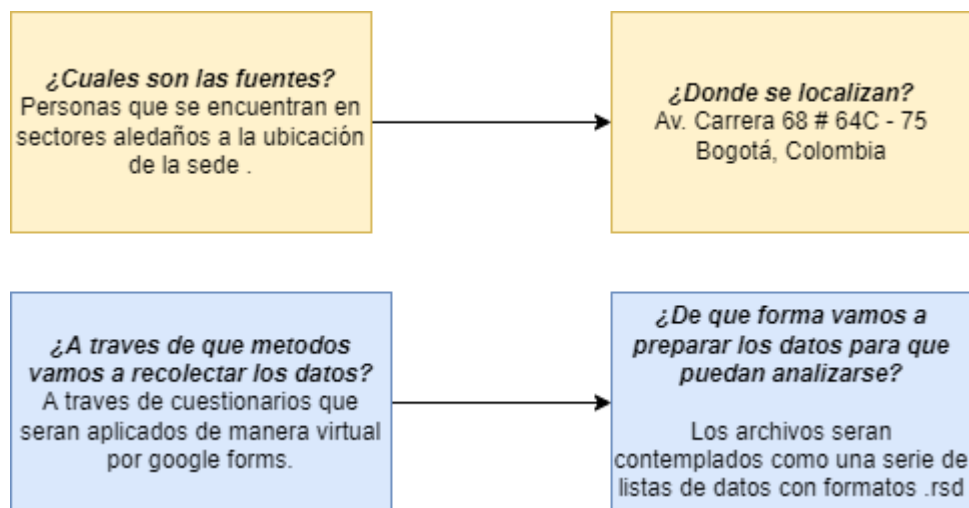 ¿Cuales son las fuentes?
Personas que se encuentran en
sectores aledaños a la ubicación
de la sede .
¿Donde se localizan?
Av. Carrera 68 # 64C - 75
Bogotá, Colombia
¿A traves de que metodos
vamos a recolectar los datos?
A traves de cuestionarios que
seran aplicados de manera virtual
por google forms.
¿De que forma vamos a
preparar los datos para que
puedan analizarse?
Los archivos seran
contemplados como una serie de
listas de datos con formatos .rsd